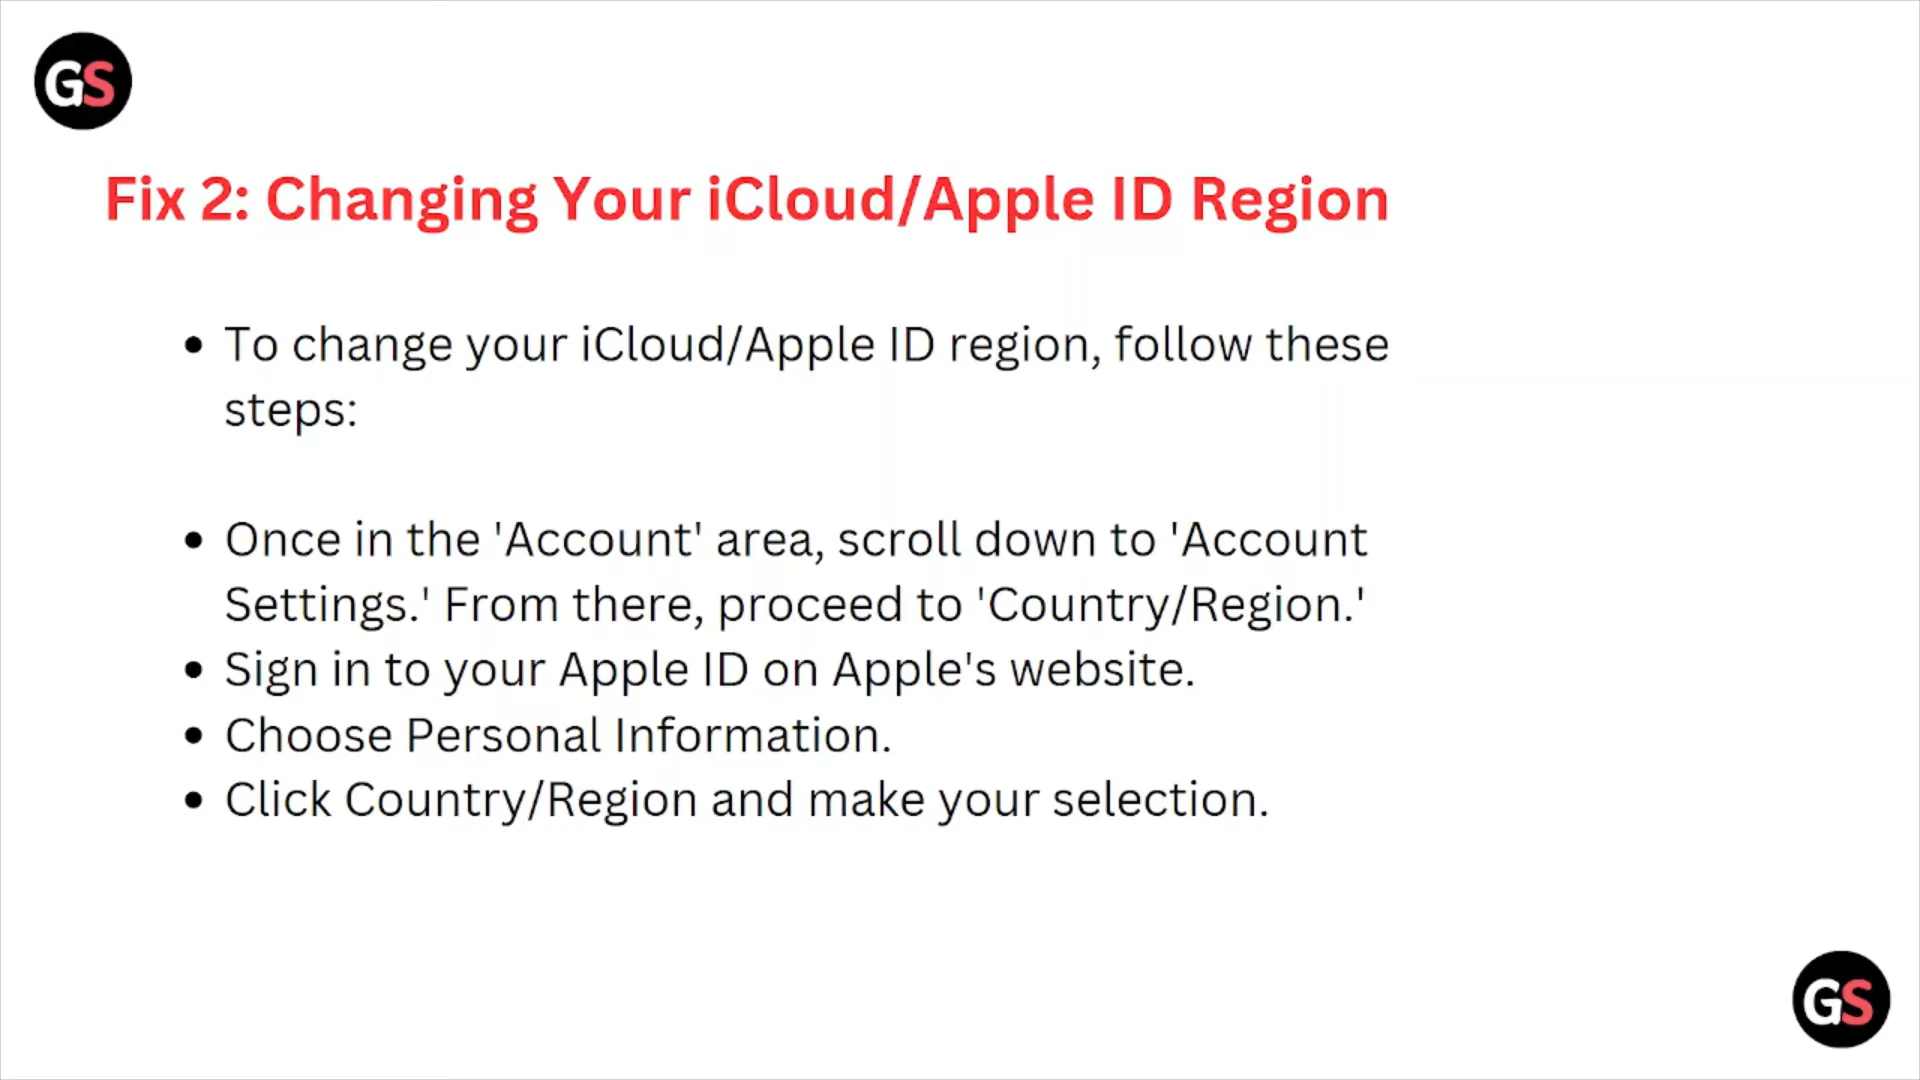 GS
Fix 2: Changing Your iCloud/Apple ID Region
• To change your iCloud/Apple ID region, follow these
steps:
• Once in the 'Account' area, scroll down to 'Account
Settings.' From there, proceed to 'Country/Region.'
• Sign in to your Apple ID on Apple's website.
• Choose Personal Information.
• Click Country/Region and make your selection.
GS